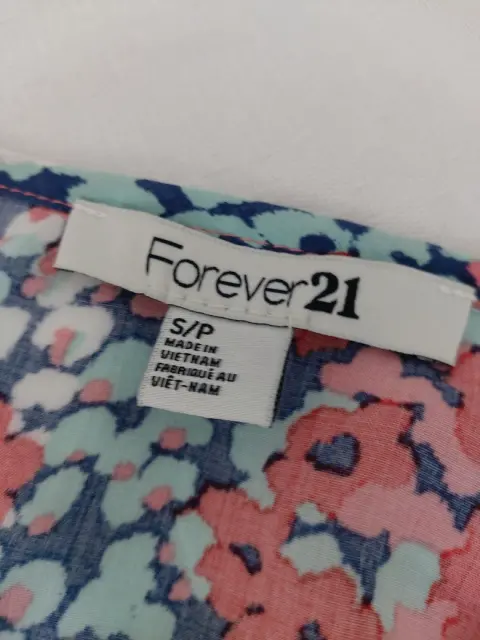 Forever21
S/P
MADE IN
VIETNAM
FABRIQUÉ AU
VIÊT-NAM